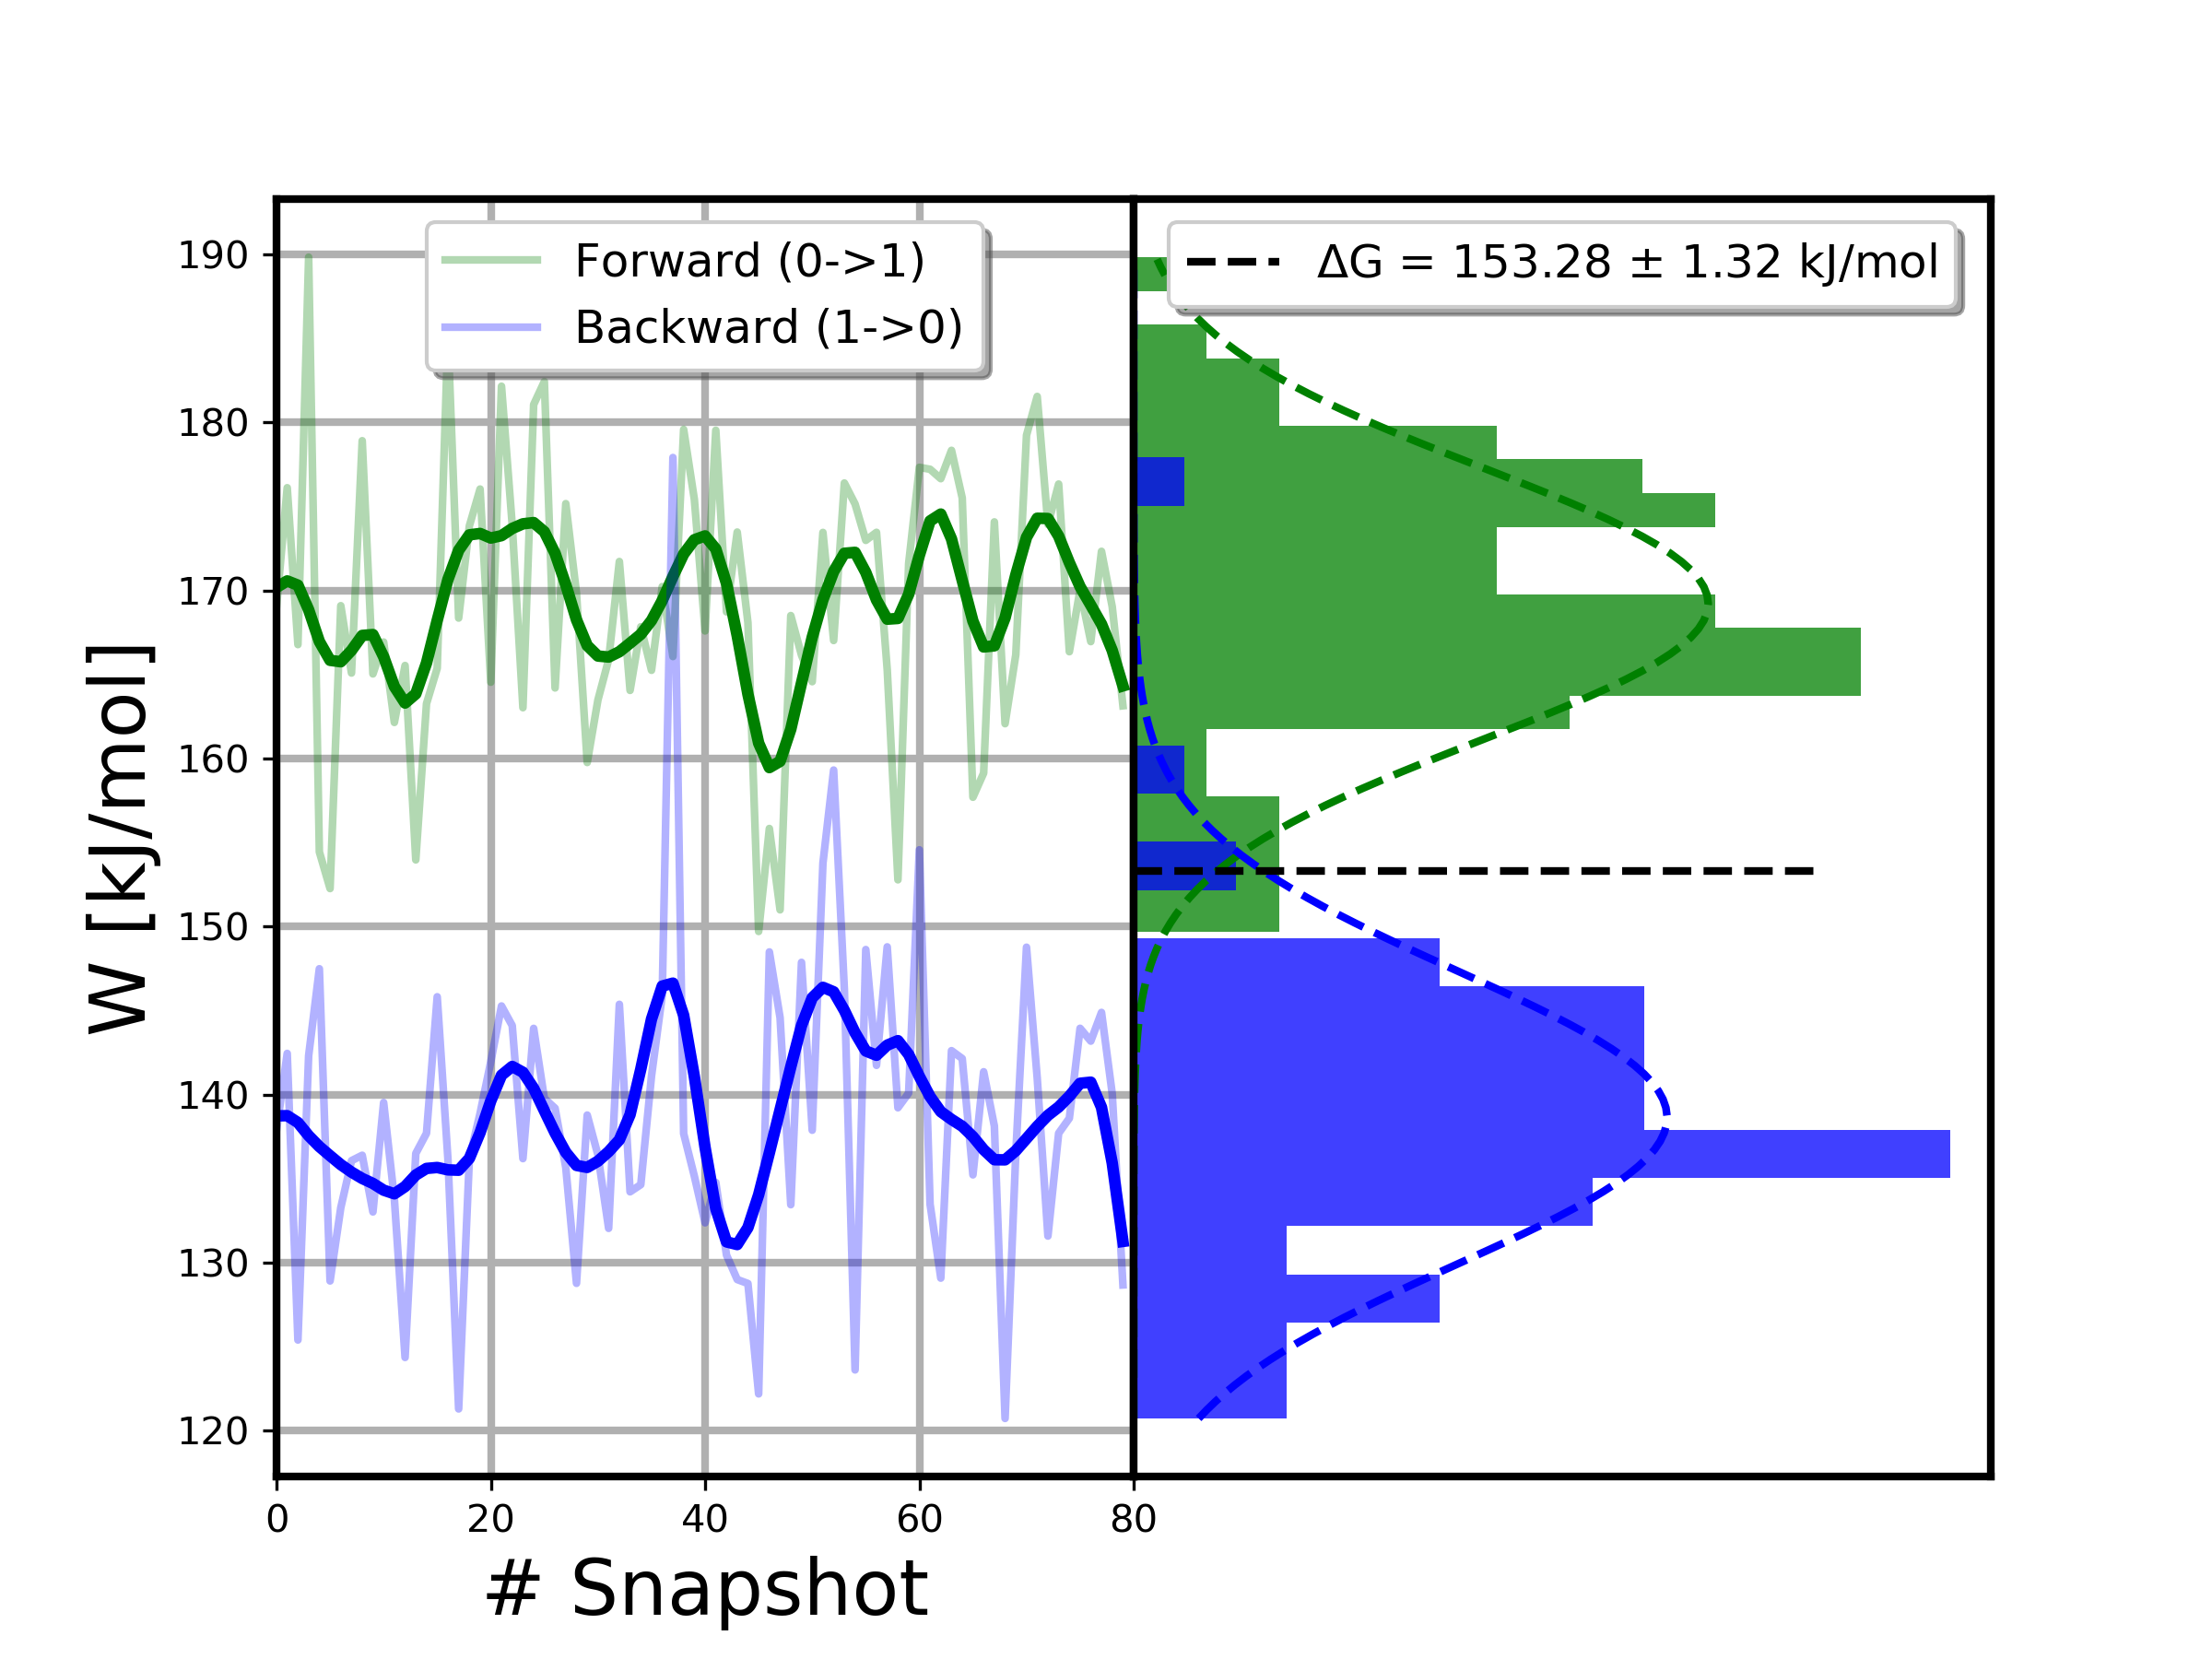 Forward (0->1)
Backward (1->0)
ΔG = 153.28 ± 1.32 kJ/mol
190
180
170
160
150
140
130
120
W [kJ/mol]
0 20 40 60 80
# Snapshot